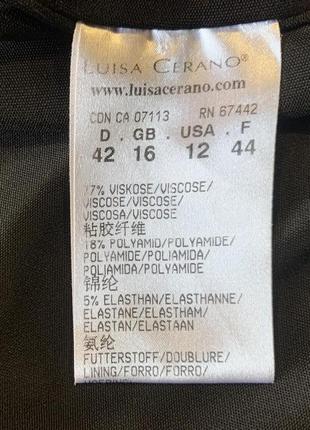 LUISA CERANO®
www.luisacerano.com
CON CA 07113 RN 67442
D . GB . USA . F
42 16 12 44
77% VISKOSE/VISCOSE/
VISCOSE/VISCOSE/
VISCOSA/VISCOSE
粘胶纤维
18% POLYAMID/POLYAMIDE/
POLYAMIDE/POLIAMIDA/
POLIAMIDA/POLYAMIDE
锦纶
5% ELASTHAN/ELASTHANNE/
ELASTANE/ELASTHAM/
ELASTAN/ELASTAAN
氨纶
FUTTERSTOFF/DOUBLURE/
LINING/FORRO/FORRO/